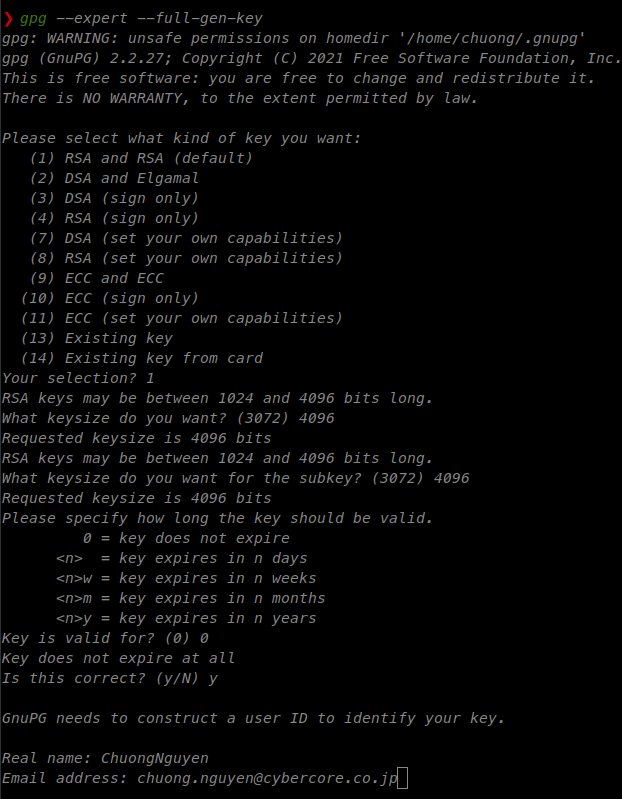 ❯ gpg --expert --full-gen-key
gpg: WARNING: unsafe permissions on homedir '/home/chuong/.gnupg'
gpg (GnuPG) 2.2.27; Copyright (C) 2021 Free Software Foundation, Inc.
This is free software: you are free to change and redistribute it.
There is NO WARRANTY, to the extent permitted by law.

Please select what kind of key you want:
   (1) RSA and RSA (default)
   (2) DSA and Elgamal
   (3) DSA (sign only)
   (4) RSA (sign only)
   (7) DSA (set your own capabilities)
   (8) RSA (set your own capabilities)
   (9) ECC and ECC
  (10) ECC (sign only)
  (11) ECC (set your own capabilities)
  (13) Existing key
  (14) Existing key from card
Your selection? 1
RSA keys may be between 1024 and 4096 bits long.
What keysize do you want? (3072) 4096
Requested keysize is 4096 bits
RSA keys may be between 1024 and 4096 bits long.
What keysize do you want for the subkey? (3072) 4096
Requested keysize is 4096 bits
Please specify how long the key should be valid.
         0 = key does not expire
      <n>  = key expires in n days
      <n>w = key expires in n weeks
      <n>m = key expires in n months
      <n>y = key expires in n years
Key is valid for? (0) 0
Key does not expire at all
Is this correct? (y/N) y

GnuPG needs to construct a user ID to identify your key.

Real name: ChuongNguyen
Email address: chuong.nguyen@cybercore.co.jp